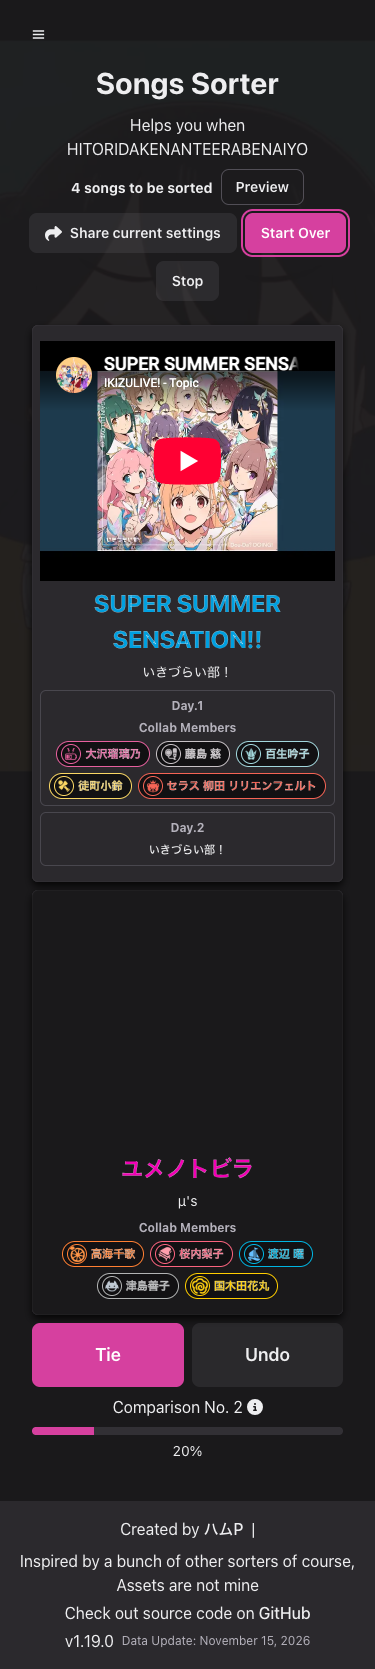 Songs Sorter
Helps you when
HITORIDAKENANTEERABENAIYO
4 songs to be sorted Preview
Share current settings Start Over
Stop
SUPER SUMMER SENSA
IKIZULIVE! - Topic
SUPER SUMMER
SENSATION!!
いきづらい部！
Day.1
Collab Members
大沢瑠璃乃 藤島 慈 百生吟子
徒町小鈴 セラス 柳田 リリエンフェルト
Day.2
いきづらい部！
ユメノトビラ
μ's
Collab Members
高海千歌 桜内梨子 渡辺 曜
津島善子 国木田花丸
Tie Undo
Comparison No. 2
20%
Created by ハムP |
Inspired by a bunch of other sorters of course,
Assets are not mine
Check out source code on GitHub
v1.19.0 Data Update: November 15, 2026